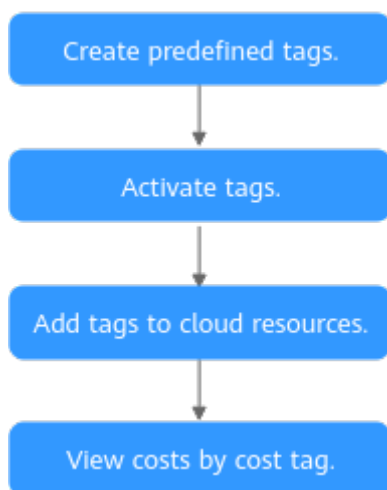 Create predefined tags.
Activate tags.
Add tags to cloud resources.
View costs by cost tag.